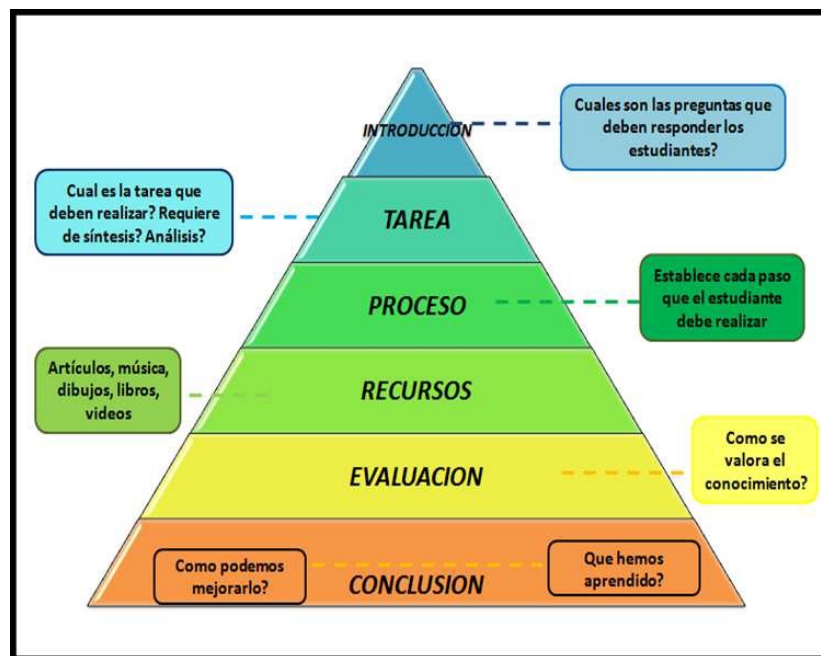 INTRODUCCIÓN
Cuales son las preguntas que
deben responder los
estudiantes?
Cual es la tarea que
deben realizar? Requiere
de síntesis? Análisis?
TAREA
PROCESO
Establece cada paso
que el estudiante
debe realizar
Artículos, música,
dibujos, libros,
videos
RECURSOS
EVALUACION
Como se
valora el
conocimiento?
Como podemos
mejorarlo?
CONCLUSION
Que hemos
aprendido?